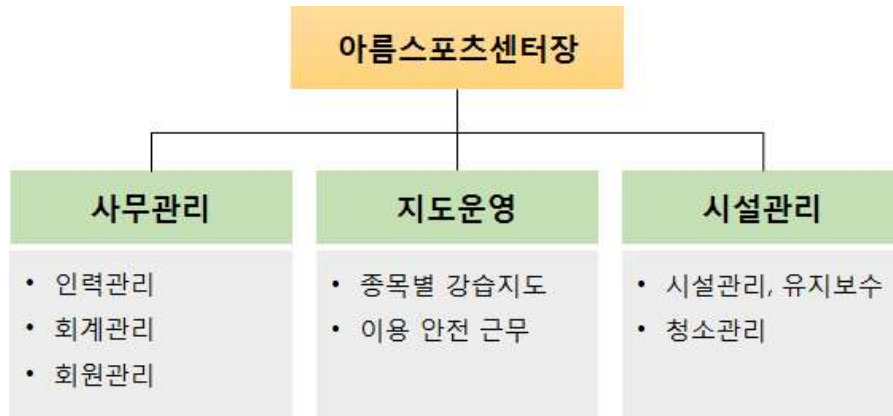 아름스포츠센터장
사무관리
• 인력관리
• 회계관리
• 회원관리
지도운영
• 종목별 강습지도
• 이용 안전 근무
시설관리
• 시설관리, 유지보수
• 청소관리